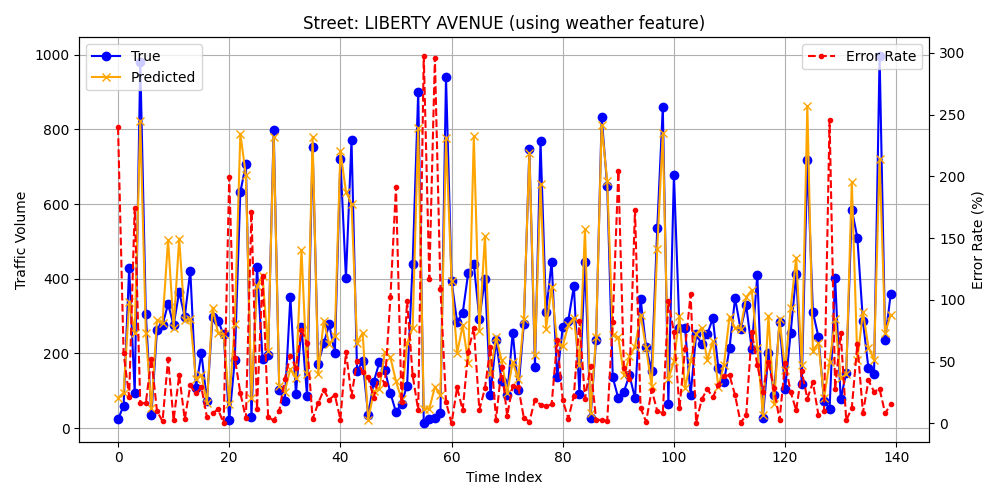 Street: LIBERTY AVENUE (using weather feature)
True
Predicted
Error Rate
1000
800
600
400
200
0
Traffic Volume
300
250
200
150
100
50
0
Error Rate (%)
0 20 40 60 80 100 120 140
Time Index